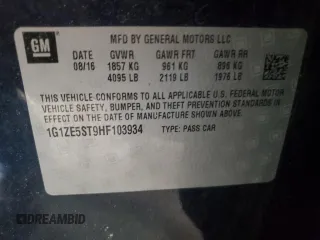 GM
MFD BY GENERAL MOTORS LLC
DATE GVWR GAWR FRT GAWR RR
08/16 1857 KG 961 KG 896 KG
4095 LB 2119 LB 1976 LB
THIS VEHICLE CONFORMS TO ALL APPLICABLE U.S. FEDERAL MOTOR
VEHICLE SAFETY, BUMPER, AND THEFT PREVENTION STANDARDS
IN EFFECT ON THE DATE OF MANUFACTURE SHOWN ABOVE.
1G1ZE5ST9HF103934 TYPE: PASS CAR
DREAMBID